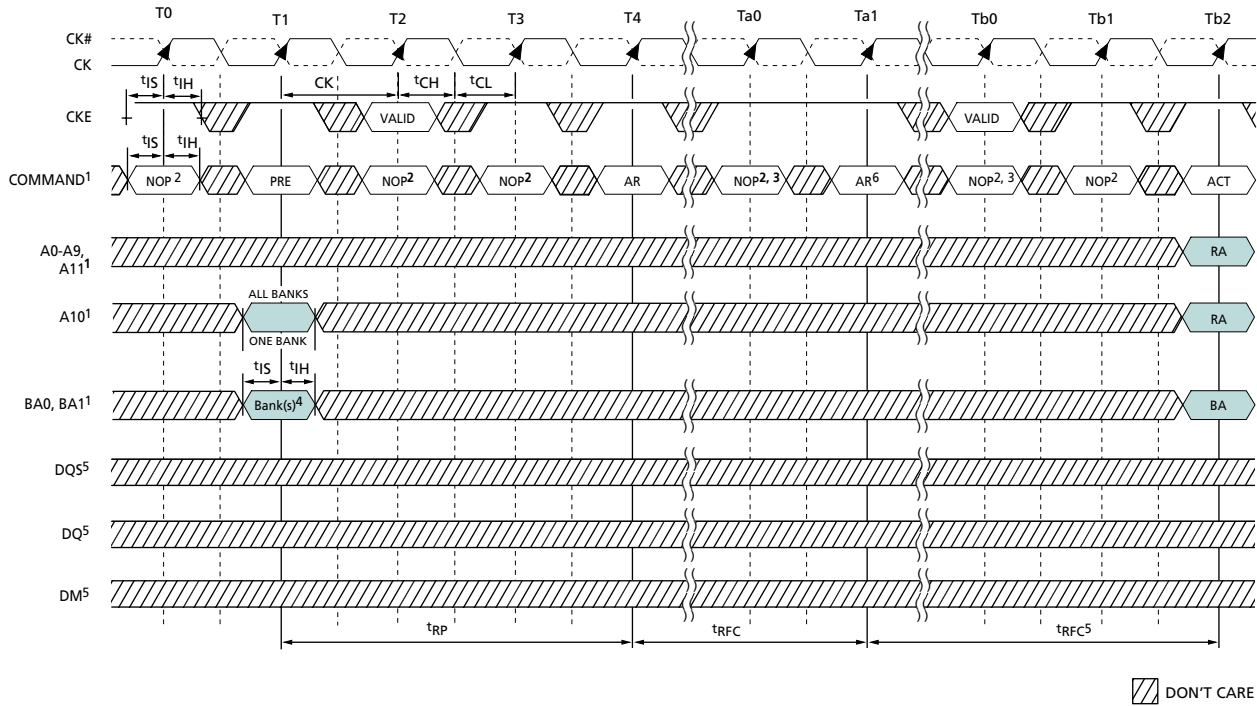 T0 T1 T2 T3 T4 Ta0 Ta1 Tb0 Tb1 Tb2
CK#
CK
tIS tIH CK tCH tCL
CKE VALID VALID
tIS tIH
COMMAND1 NOP2 PRE NOP2 NOP2 AR NOP2, 3 AR6 NOP2, 3 NOP2 ACT
A0-A9,
A111 RA
ALL BANKS
A101 RA
ONE BANK
tIS tIH
BA0, BA11 Bank(s)4 BA
DQS5
DQ5
DM5
tRP tRFC tRFC5
DON'T CARE